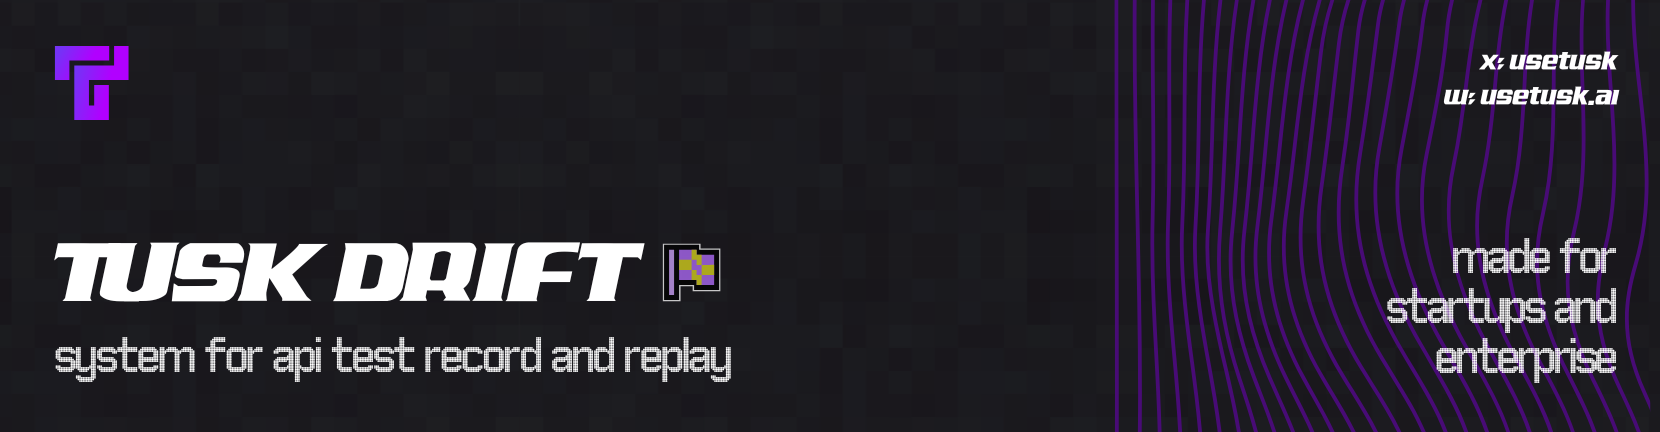 x; usetusk
w; usetusk.ai
TUSK DRIFT
system for api test record and replay
made for
startups and
enterprise